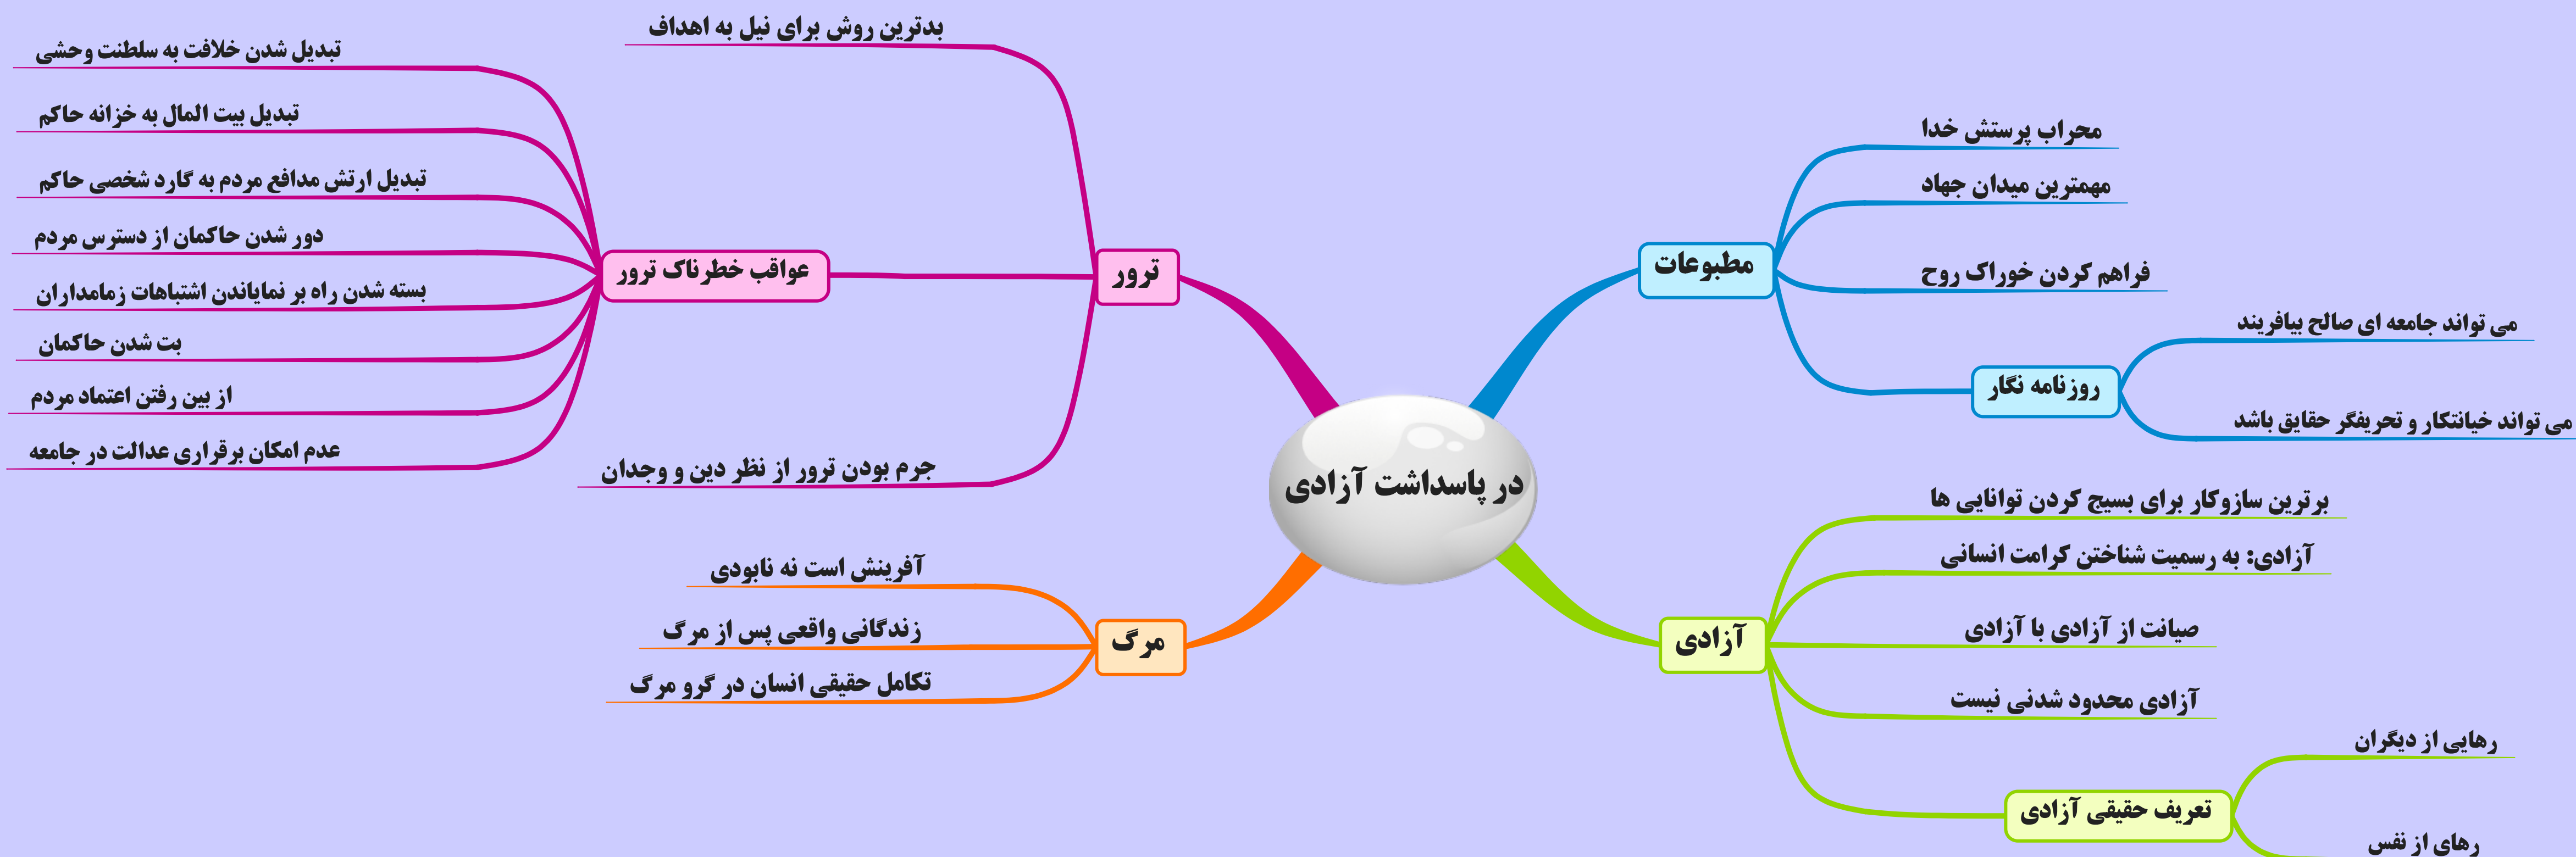 در پاسداشت آزادی
مطبوعات
محراب پرستش خدا
مهمترین میدان جهاد
فراهم کردن خوراک روح
روزنامه نگار
می تواند جامعه ای صالح بیافریند
می تواند خیانتکار و تحریفگر حقایق باشد
آزادی
برترین سازوکار برای بسیج کردن توانایی ها
آزادی: به رسمیت شناختن کرامت انسانی
صیانت از آزادی با آزادی
آزادی محدود شدنی نیست
تعریف حقیقی آزادی
رهایی از دیگران
رهای از نفس
ترور
بدترین روش برای نیل به اهداف
عواقب خطرناک ترور
تبدیل شدن خلافت به سلطنت وحشی
تبدیل بیت المال به خزانه حاکم
تبدیل ارتش مدافع مردم به گارد شخصی حاکم
دور شدن حاکمان از دسترس مردم
بسته شدن راه بر نمایاندن اشتباهات زمامداران
بت شدن حاکمان
از بین رفتن اعتماد مردم
عدم امکان برقراری عدالت در جامعه
جرم بودن ترور از نظر دین و وجدان
مرگ
آفرینش است نه نابودی
زندگانی واقعی پس از مرگ
تکامل حقیقی انسان در گرو مرگ